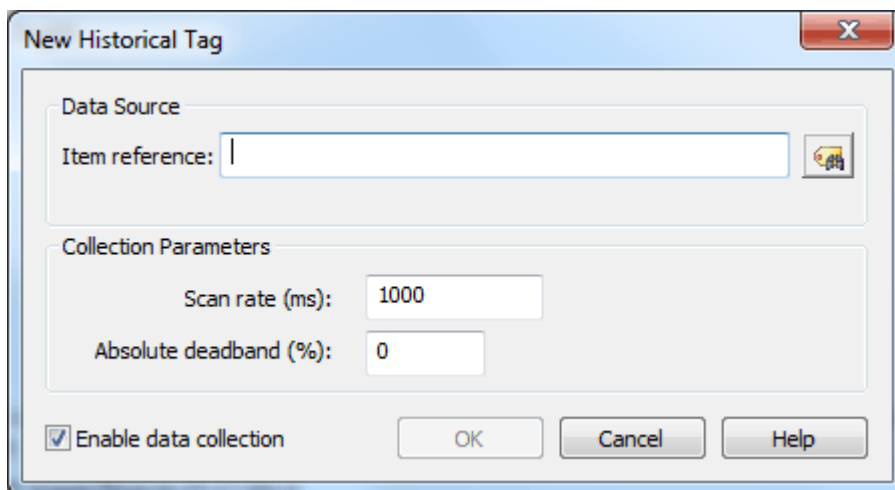 New Historical Tag
Data Source
Item reference:
Collection Parameters
Scan rate (ms): 1000
Absolute deadband (%): 0
Enable data collection OK Cancel Help